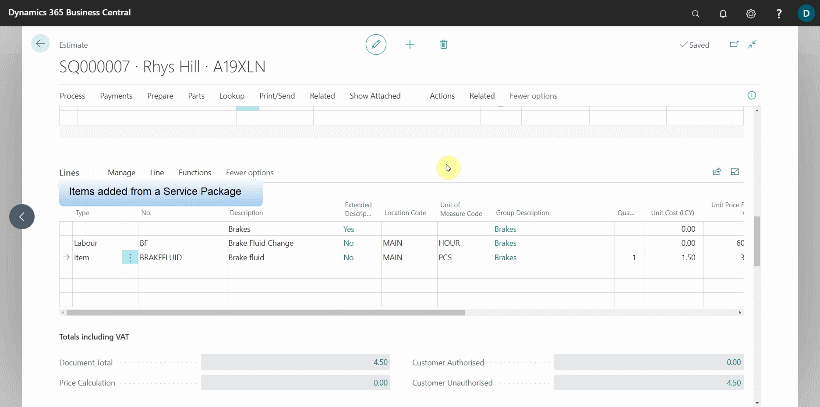 Dynamics 365 Business Central
?
D
Estimate
Saved
SQ000007 · Rhys Hill · A19XLN
Process Payments Prepare Parts Lookup Print/Send Related Show Attached Actions Related Fewer options
Lines Manage Line Functions Fewer options
Items added from a Service Package
Type No. Description Extended Descrip... Location Code Unit of Measure Code Group Description Qua... Unit Cost (LCY) Unit Price
Brakes Yes Brakes 0.00
Labour BF Brake Fluid Change No MAIN HOUR Brakes 0.00 60
Item BRAKEFLUID Brake fluid No MAIN PCS Brakes 1 1.50 3
Totals including VAT
Document Total 4.50 Customer Authorised 0.00
Price Calculation 0.00 Customer Unauthorised 4.50